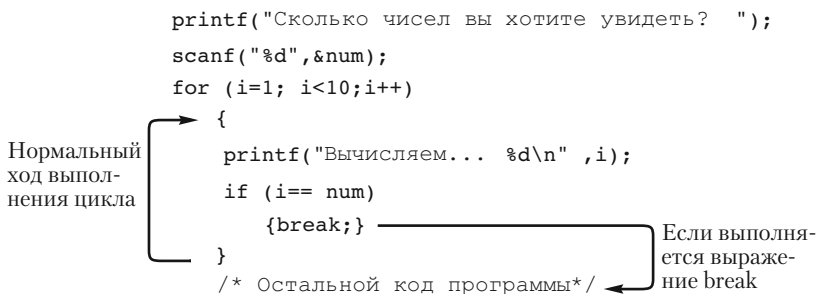 printf("Сколько чисел вы хотите увидеть?  ");
scanf("%d",&num);
for (i=1; i<10;i++)
{
printf("Вычисляем... %d\n" ,i);
if (i== num)
{break;}
}
/* Остальной код программы*/
Нормальный
ход выпол-
нения цикла
Если выполня-
ется выраже-
ние break